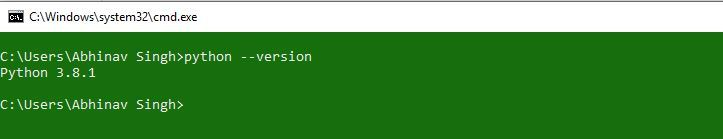 C:\Windows\system32\cmd.exe
C:\Users\Abhinav Singh>python --version
Python 3.8.1
C:\Users\Abhinav Singh>